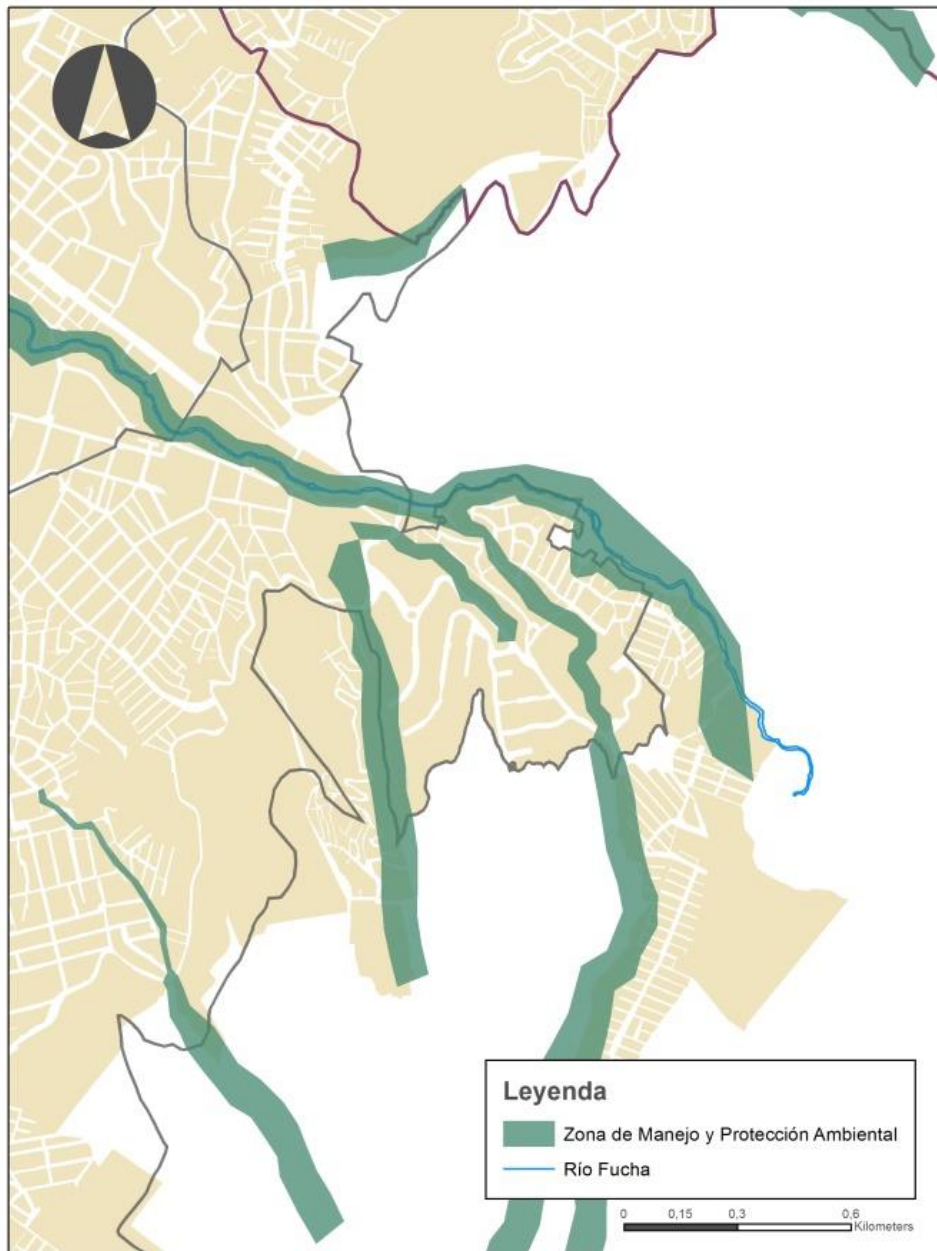 Leyenda
Zona de Manejo y Protección Ambiental
Río Fucha
0 0,15 0,3 0,6
Kilometers